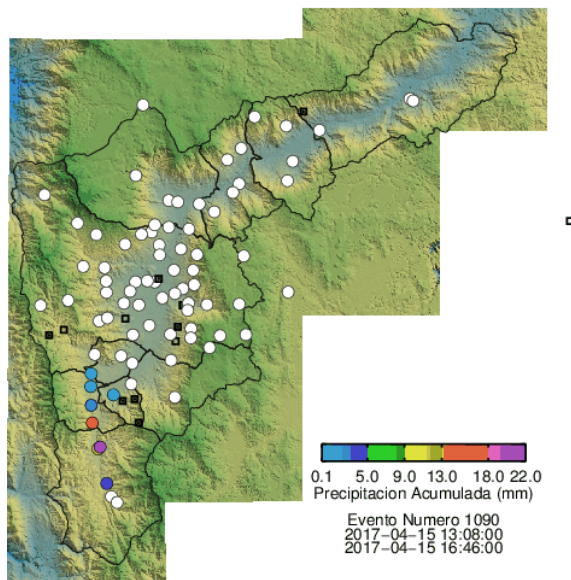 0.1 5.0 9.0 13.0 18.0 22.0
Precipitacion Acumulada (mm)
Evento Numero 1090
2017-04-15 13:08:00
2017-04-15 16:46:00